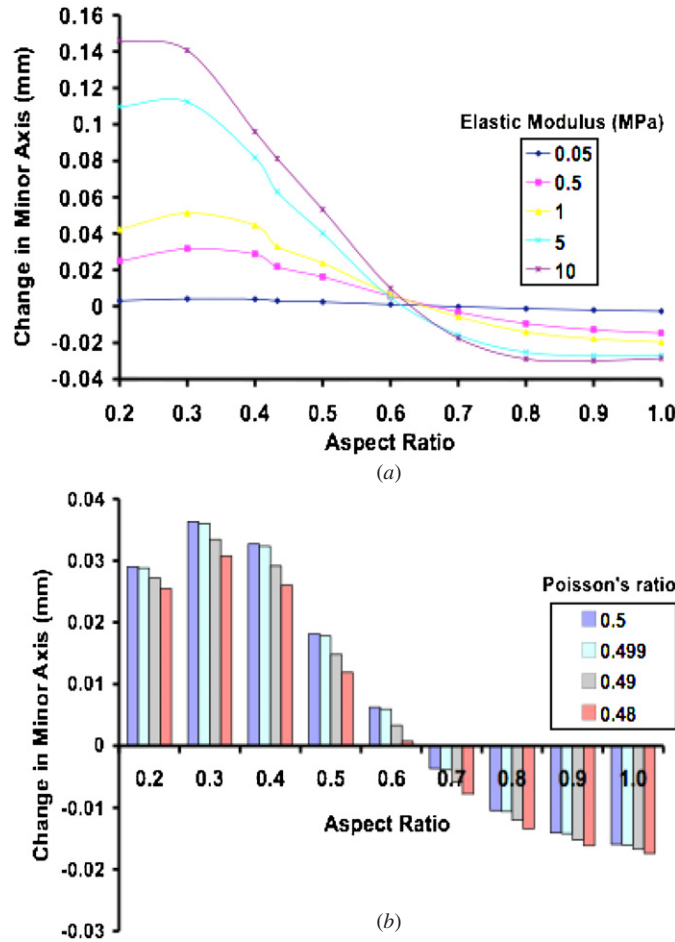 0.16
0.14
0.12
0.1
0.08
0.06
0.04
0.02
0
-0.02
-0.04
Change in Minor Axis (mm)
Elastic Modulus (MPa)
0.05
0.5
1
5
10
0.2 0.3 0.4 0.5 0.6 0.7 0.8 0.9 1.0
Aspect Ratio
(a)
0.04
0.03
0.02
0.01
0
-0.01
-0.02
-0.03
Change in Minor Axis (mm)
Poisson's ratio
0.5
0.499
0.49
0.48
0.2 0.3 0.4 0.5 0.6 0.7 0.8 0.9 1.0
Aspect Ratio
(b)